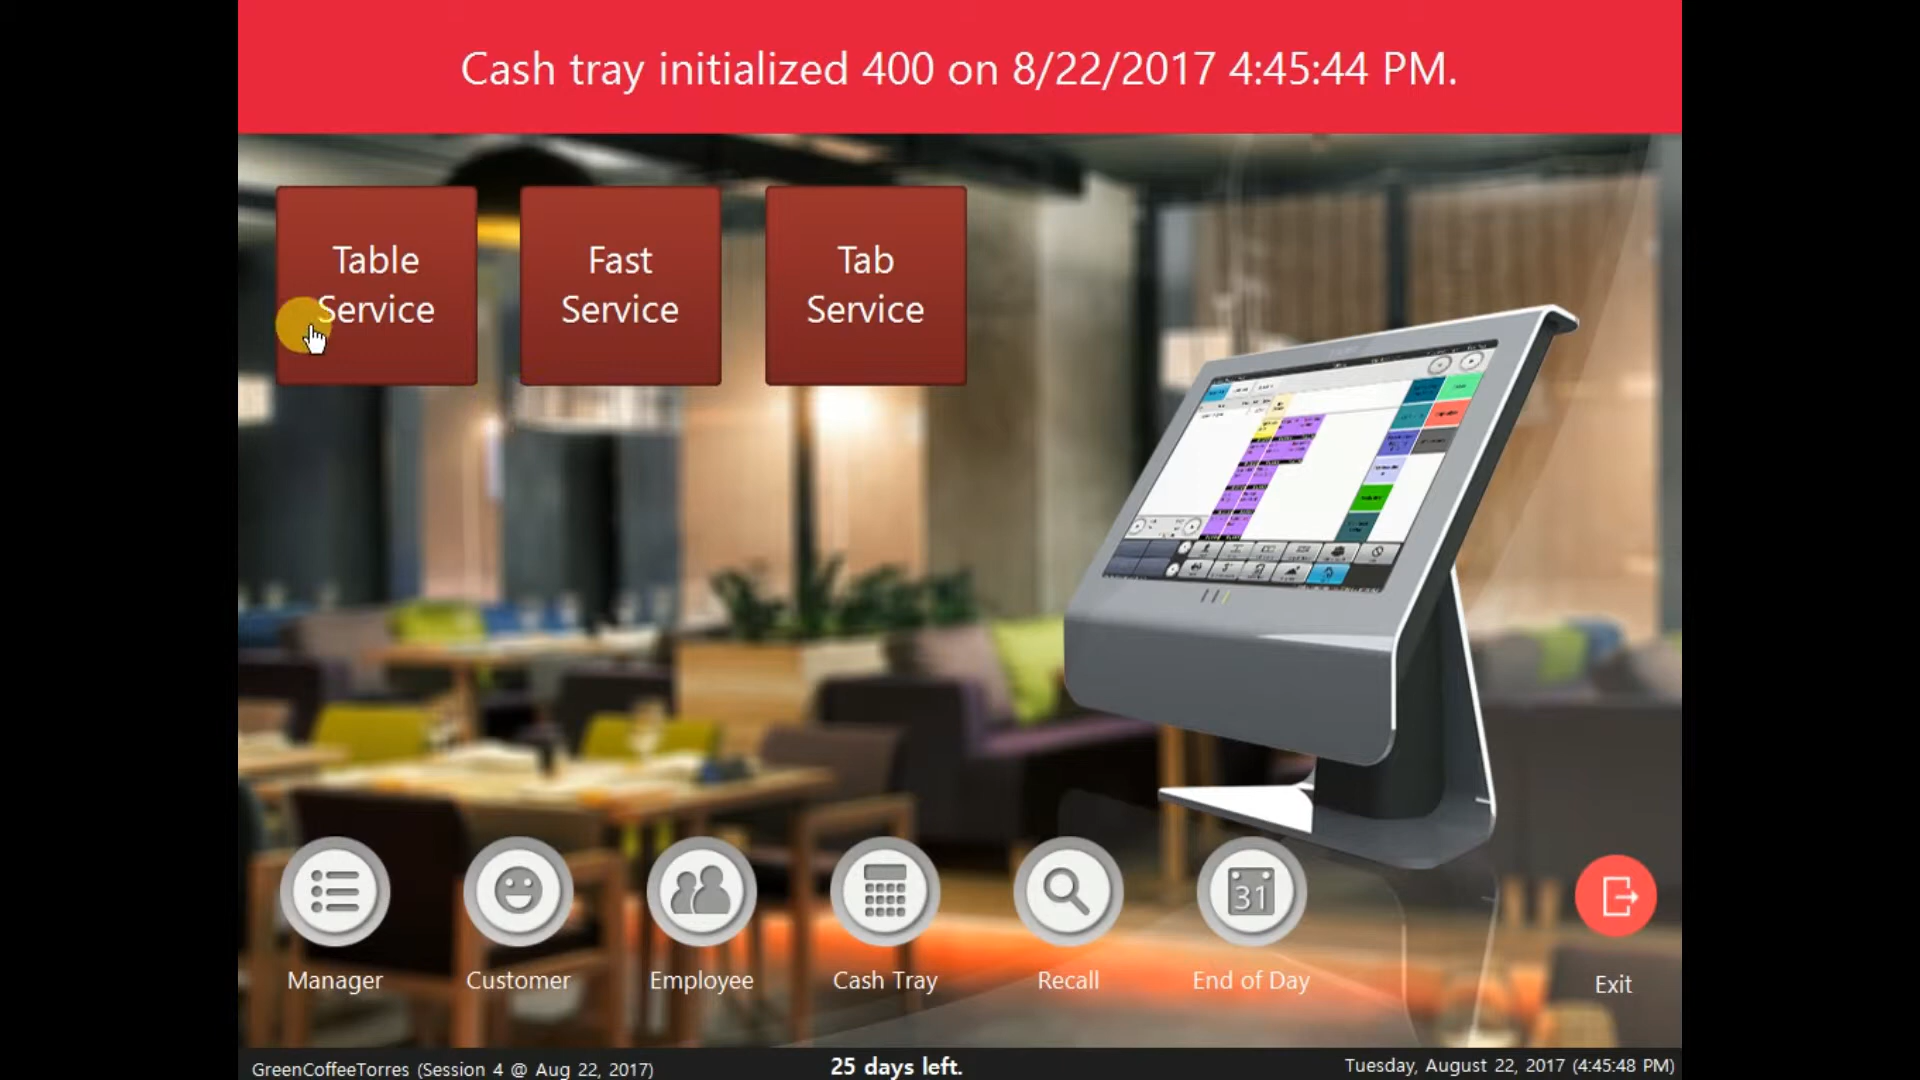 Cash tray initialized 400 on 8/22/2017 4:45:44 PM.
Table
Service
Fast
Service
Tab
Service
31
Manager
Customer
Employee
Cash Tray
Recall
End of Day
Exit
GreenCoffeeTorres (Session 4 @ Aug 22, 2017)
25 days left.
Tuesday, August 22, 2017 (4:45:48 PM)